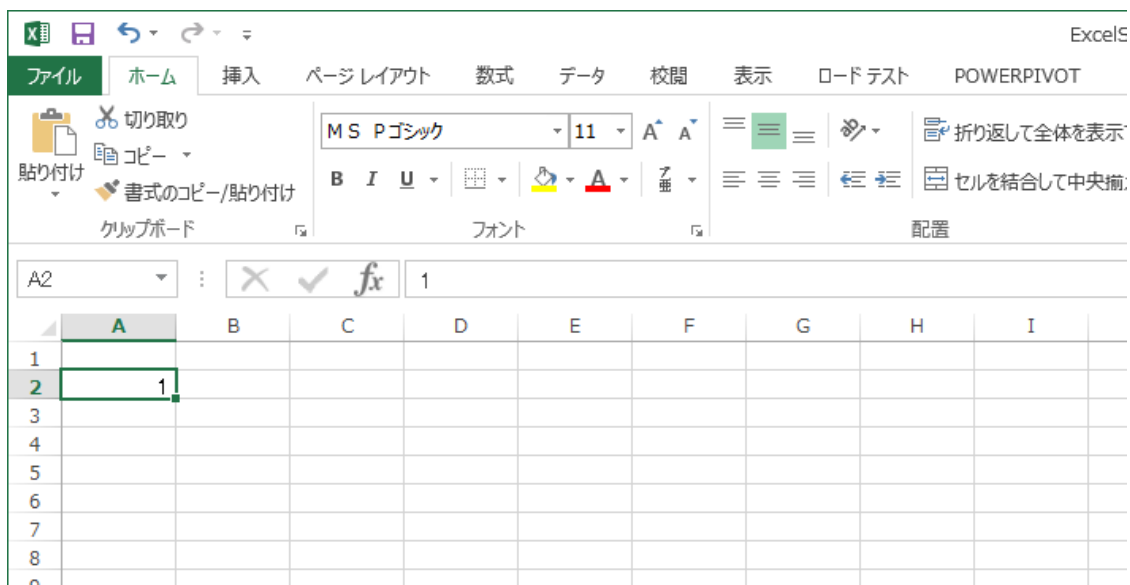 ExcelS
ファイル ホーム 挿入 ページ レイアウト 数式 データ 校閲 表示 ロード テスト POWERPIVOT
切り取り
コピー
書式のコピー/貼り付け
貼り付け
ＭＳ Ｐゴシック 11 A A
折り返して全体を表示
B I U A ア亜
セルを結合して中央揃
クリップボード フォント 配置
A2 fx 1
A B C D E F G H I
1
2 1
3
4
5
6
7
8
9